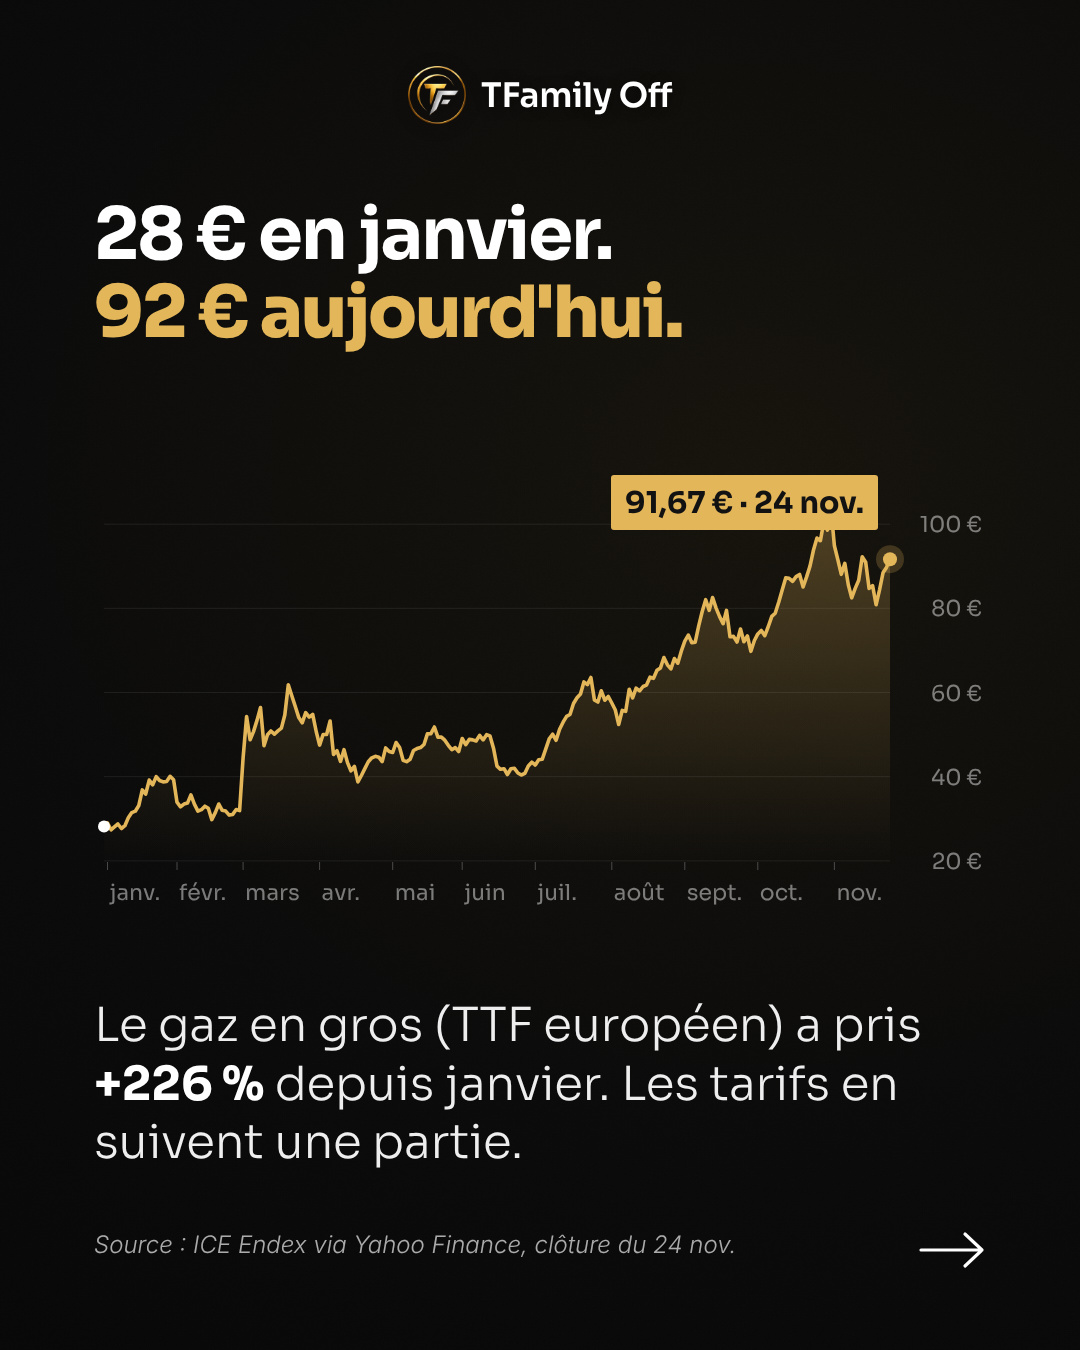 TFamily Off
28 € en janvier.
92 € aujourd'hui.
91,67 € · 24 nov.
100 €
80 €
60 €
40 €
20 €
janv. févr. mars avr. mai juin juil. août sept. oct. nov.
Le gaz en gros (TTF européen) a pris
+226 % depuis janvier. Les tarifs en
suivent une partie.
Source : ICE Endex via Yahoo Finance, clôture du 24 nov.